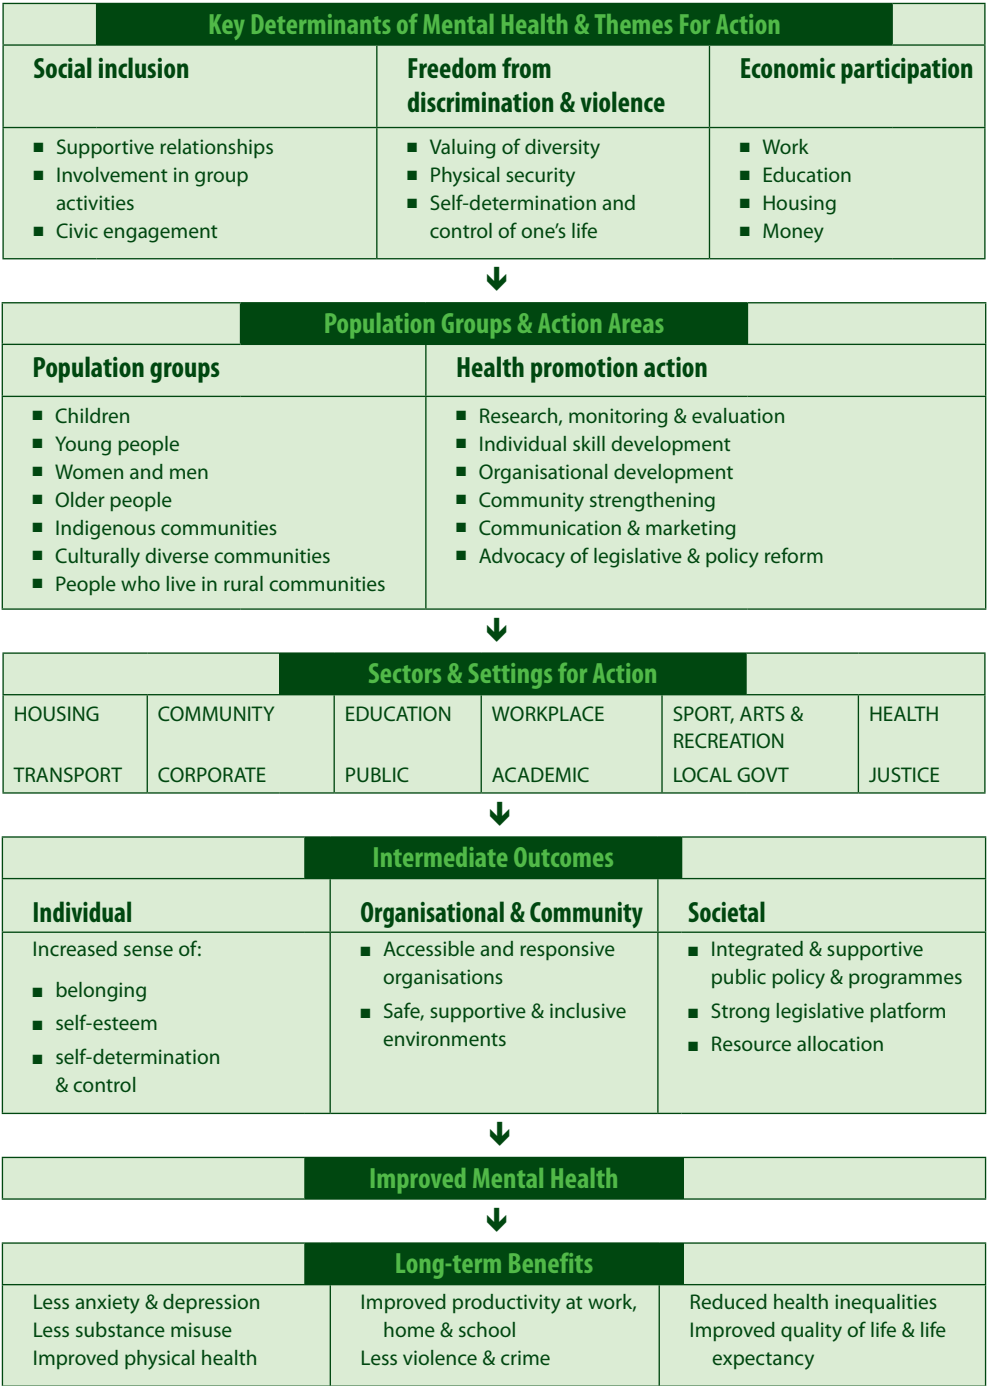 Key Determinants of Mental Health & Themes For Action
Social inclusion
■ Supportive relationships
■ Involvement in group
activities
■ Civic engagement
Freedom from
discrimination & violence
■ Valuing of diversity
■ Physical security
■ Self-determination and
control of one’s life
Economic participation
■ Work
■ Education
■ Housing
■ Money
Population Groups & Action Areas
Population groups
■ Children
■ Young people
■ Women and men
■ Older people
■ Indigenous communities
■ Culturally diverse communities
■ People who live in rural communities
Health promotion action
■ Research, monitoring & evaluation
■ Individual skill development
■ Organisational development
■ Community strengthening
■ Communication & marketing
■ Advocacy of legislative & policy reform
Sectors & Settings for Action
HOUSING
TRANSPORT
COMMUNITY
CORPORATE
EDUCATION
PUBLIC
WORKPLACE
ACADEMIC
SPORT, ARTS &
RECREATION
LOCAL GOVT
HEALTH
JUSTICE
Intermediate Outcomes
Individual
Increased sense of:
■ belonging
■ self-esteem
■ self-determination
& control
Organisational & Community
■ Accessible and responsive
organisations
■ Safe, supportive & inclusive
environments
Societal
■ Integrated & supportive
public policy & programmes
■ Strong legislative platform
■ Resource allocation
Improved Mental Health
Long-term Benefits
Less anxiety & depression
Less substance misuse
Improved physical health
Improved productivity at work,
home & school
Less violence & crime
Reduced health inequalities
Improved quality of life & life
expectancy